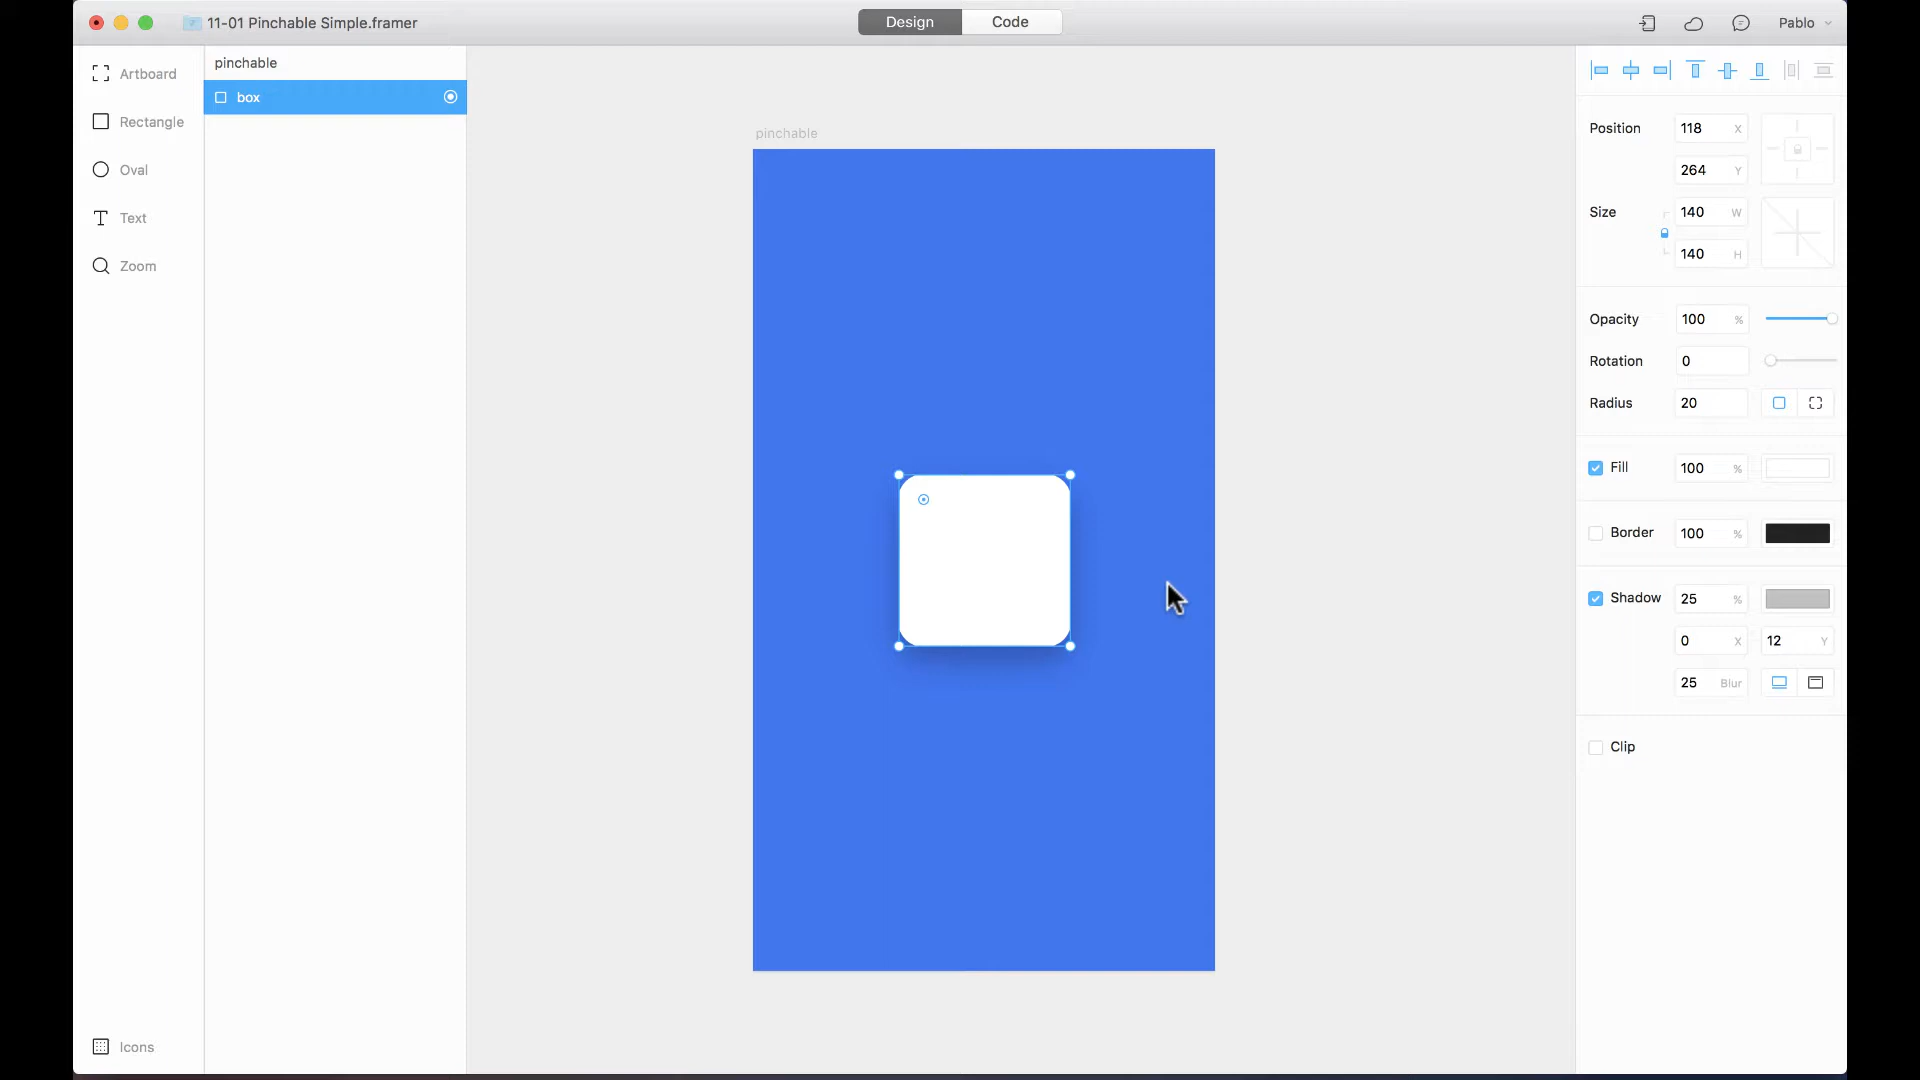 11-01 Pinchable Simple.framer
Design
Code
Pablo
Artboard
Rectangle
Oval
Text
Zoom
Icons
pinchable
box
pinchable
Position 118 X
264 Y
Size 140 W
140 H
Opacity 100 %
Rotation 0
Radius 20
Fill 100 %
Border 100 %
Shadow 25 %
0 X 12 Y
25 Blur
Clip